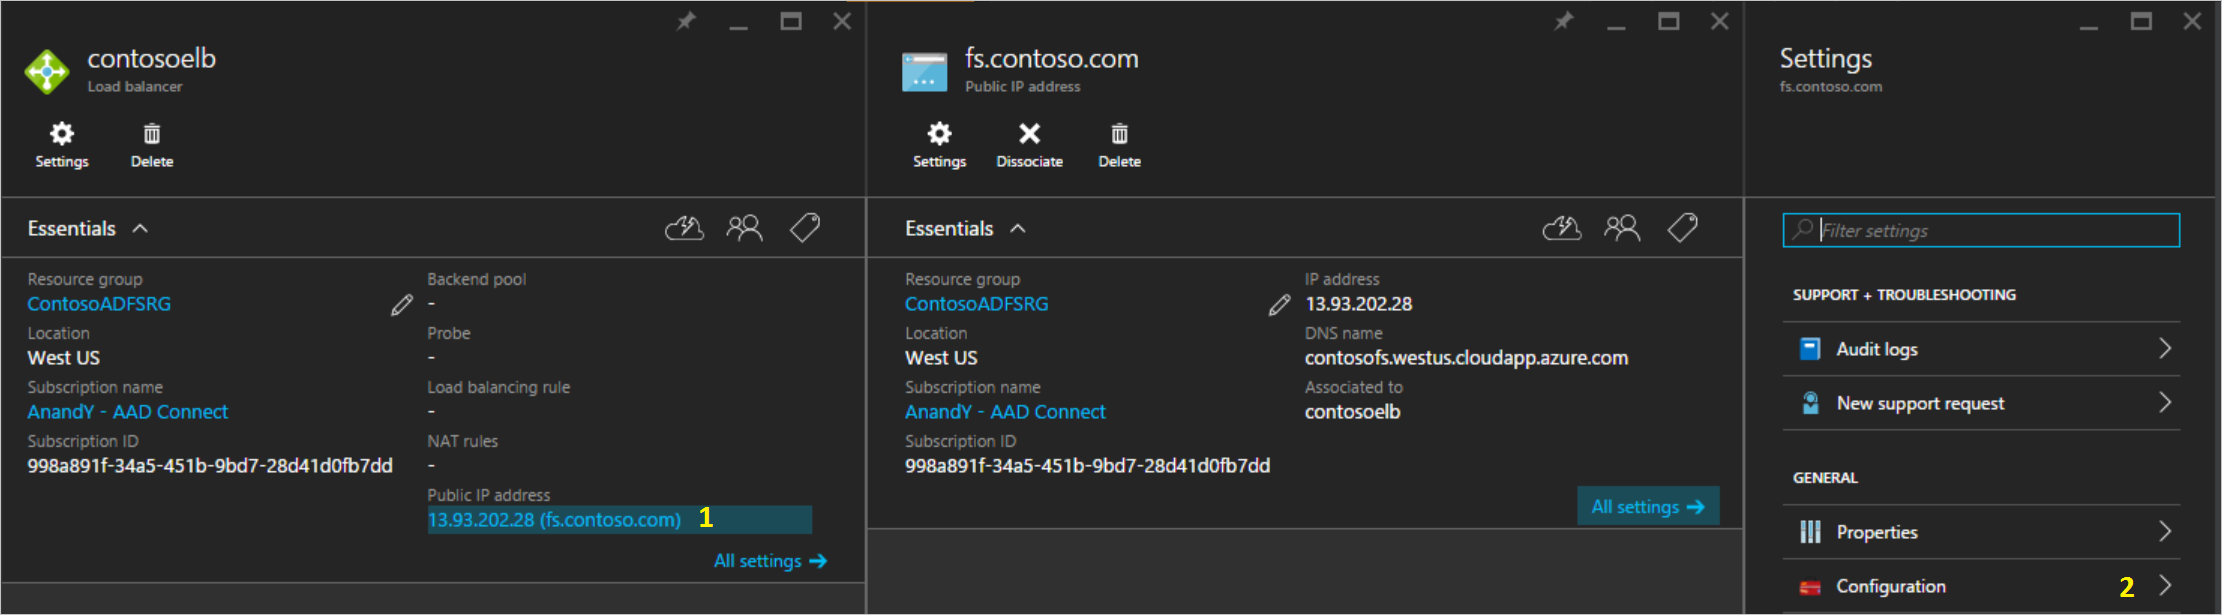 contosoelb
Load balancer
Settings
Delete
Essentials
Resource group
ContosoADFSRG
Location
West US
Subscription name
AnandY - AAD Connect
Subscription ID
998a891f-34a5-451b-9bd7-28d41d0fb7dd
Backend pool
-
Probe
-
Load balancing rule
-
NAT rules
-
Public IP address
13.93.202.28 (fs.contoso.com) 1
All settings
fs.contoso.com
Public IP address
Settings
Dissociate
Delete
Essentials
Resource group
ContosoADFSRG
Location
West US
Subscription name
AnandY - AAD Connect
Subscription ID
998a891f-34a5-451b-9bd7-28d41d0fb7dd
IP address
13.93.202.28
DNS name
contosofs.westus.cloudapp.azure.com
Associated to
contosoelb
All settings
Settings
fs.contoso.com
Filter settings
SUPPORT + TROUBLESHOOTING
Audit logs
New support request
GENERAL
Properties
Configuration 2